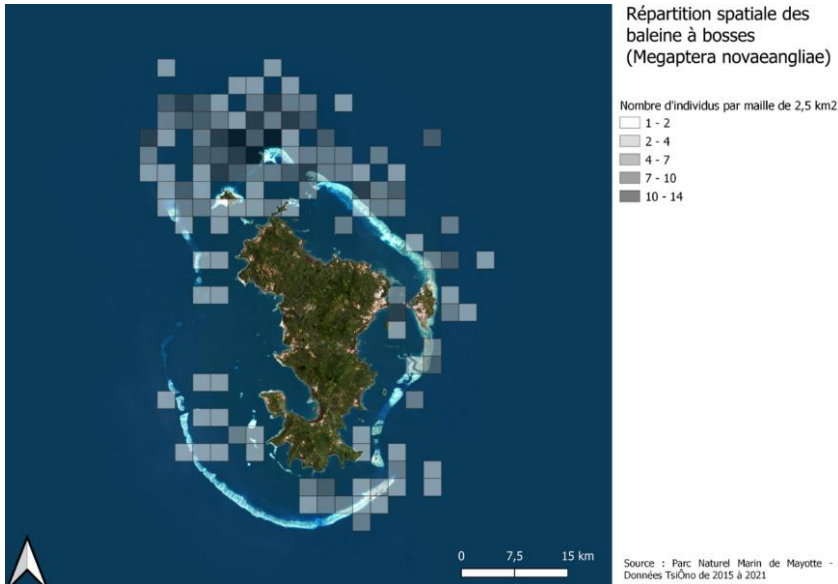 Répartition spatiale des
baleine à bosses
(Megaptera novaeangliae)
Nombre d'individus par maille de 2,5 km2
1 - 2
2 - 4
4 - 7
7 - 10
10 - 14
0 7,5 15 km
Source : Parc Naturel Marin de Mayotte -
Données TsiÔno de 2015 à 2021